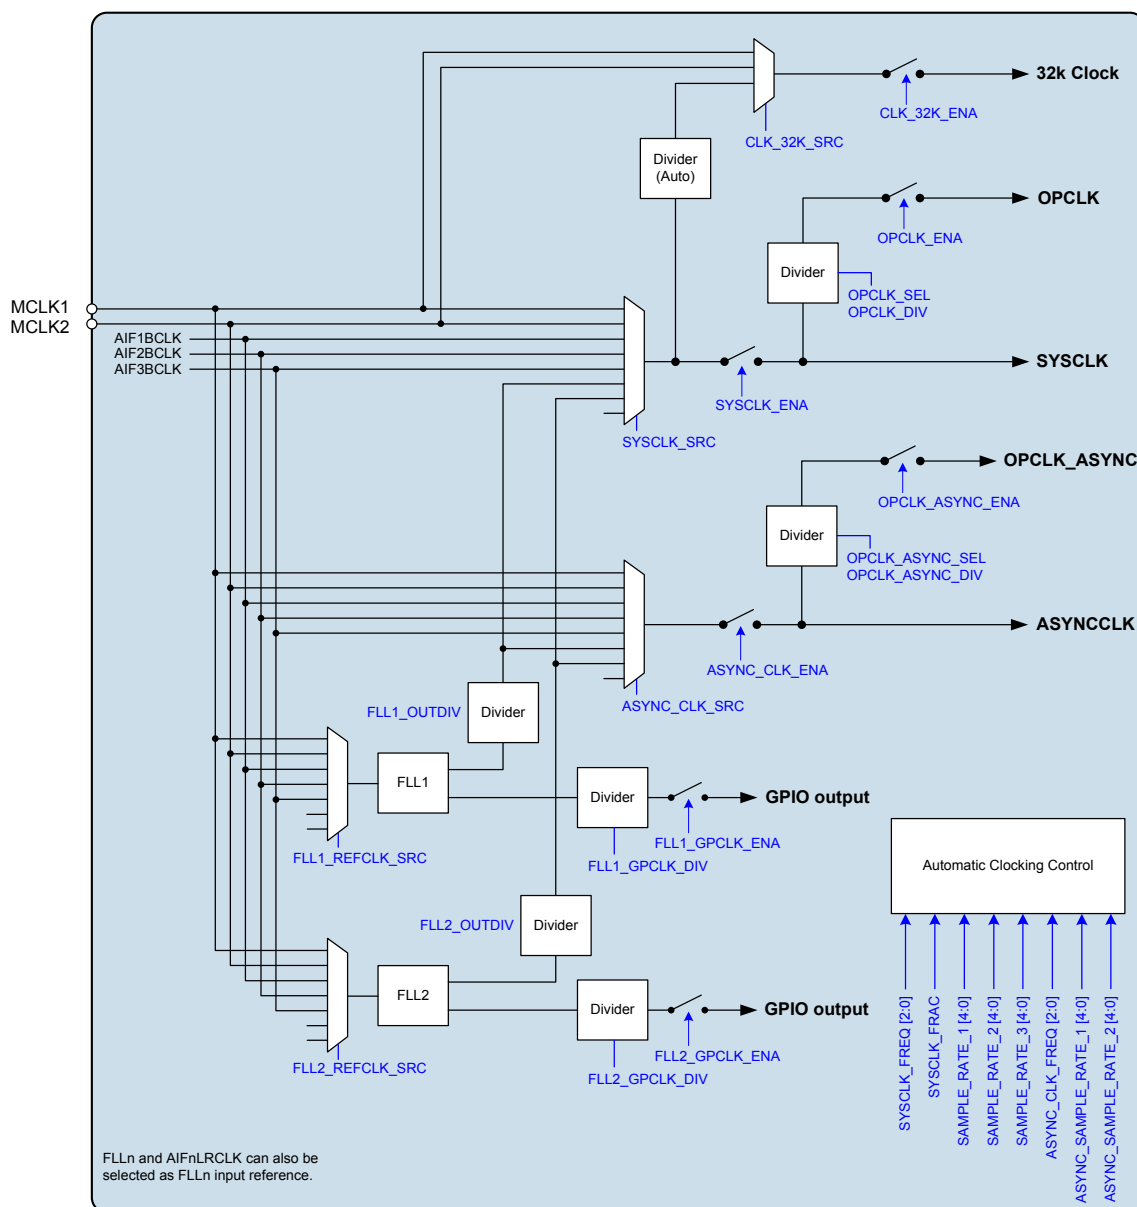 32k Clock
CLK_32K_ENA
CLK_32K_SRC
Divider
(Auto)
OPCLK
OPCLK_ENA
Divider
OPCLK_SEL
OPCLK_DIV
MCLK1
MCLK2
AIF1BCLK
AIF2BCLK
AIF3BCLK
SYSCLK
SYSCLK_ENA
SYSCLK_SRC
OPCLK_ASYNC
OPCLK_ASYNC_ENA
Divider
OPCLK_ASYNC_SEL
OPCLK_ASYNC_DIV
ASYNCCLK
ASYNC_CLK_ENA
ASYNC_CLK_SRC
FLL1_OUTDIV
Divider
FLL1
Divider
GPIO output
FLL1_GPCLK_ENA
FLL1_REFCLK_SRC
FLL1_GPCLK_DIV
Automatic Clocking Control
FLL2_OUTDIV
Divider
FLL2
Divider
GPIO output
FLL2_GPCLK_ENA
FLL2_REFCLK_SRC
FLL2_GPCLK_DIV
SYSCLK_FREQ [2:0]
SYSCLK_FRAC
SAMPLE_RATE_1 [4:0]
SAMPLE_RATE_2 [4:0]
SAMPLE_RATE_3 [4:0]
ASYNC_CLK_FREQ [2:0]
ASYNC_SAMPLE_RATE_1 [4:0]
ASYNC_SAMPLE_RATE_2 [4:0]
FLLn and AIFnLRCLK can also be
selected as FLLn input reference.